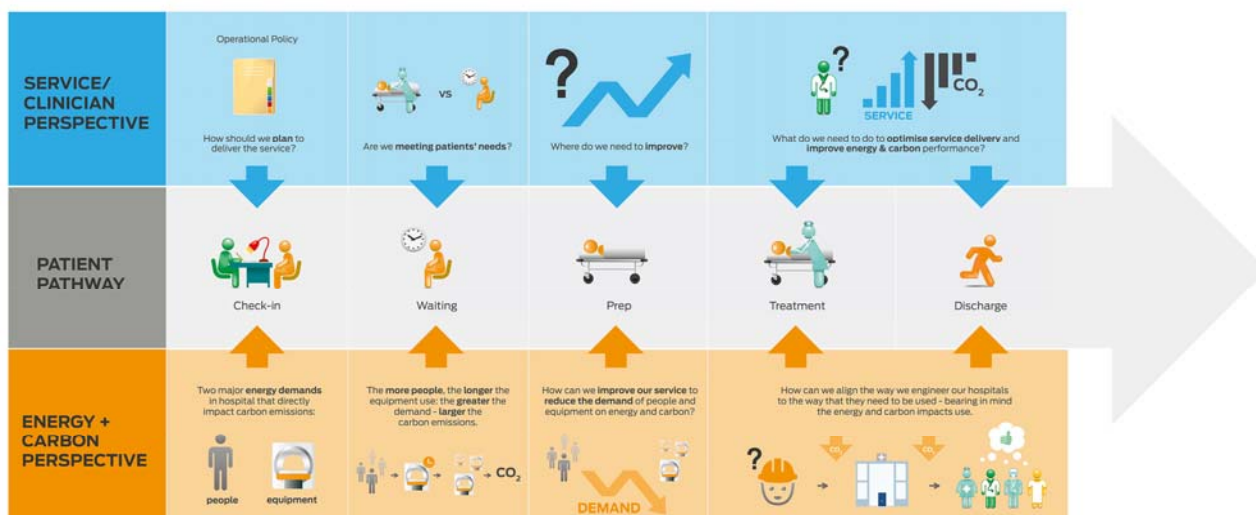 SERVICE/
CLINICIAN
PERSPECTIVE
Operational Policy
How should we plan to
deliver the service?
vs
Are we meeting patients' needs?
?
Where do we need to improve?
?
SERVICE
CO2
What do we need to do to optimise service delivery and
improve energy & carbon performance?
PATIENT
PATHWAY
Check-in
Waiting
Prep
Treatment
Discharge
ENERGY +
CARBON
PERSPECTIVE
Two major energy demands
in hospital that directly
impact carbon emissions:
people
equipment
The more people, the longer the
equipment use: the greater the
demand - larger the
carbon emissions.
CO2
How can we improve our service to
reduce the demand of people and
equipment on energy and carbon?
DEMAND
How can we align the way we engineer our hospitals
to the way that they need to be used - bearing in mind
the energy and carbon impacts use.
?
CO2
CO2